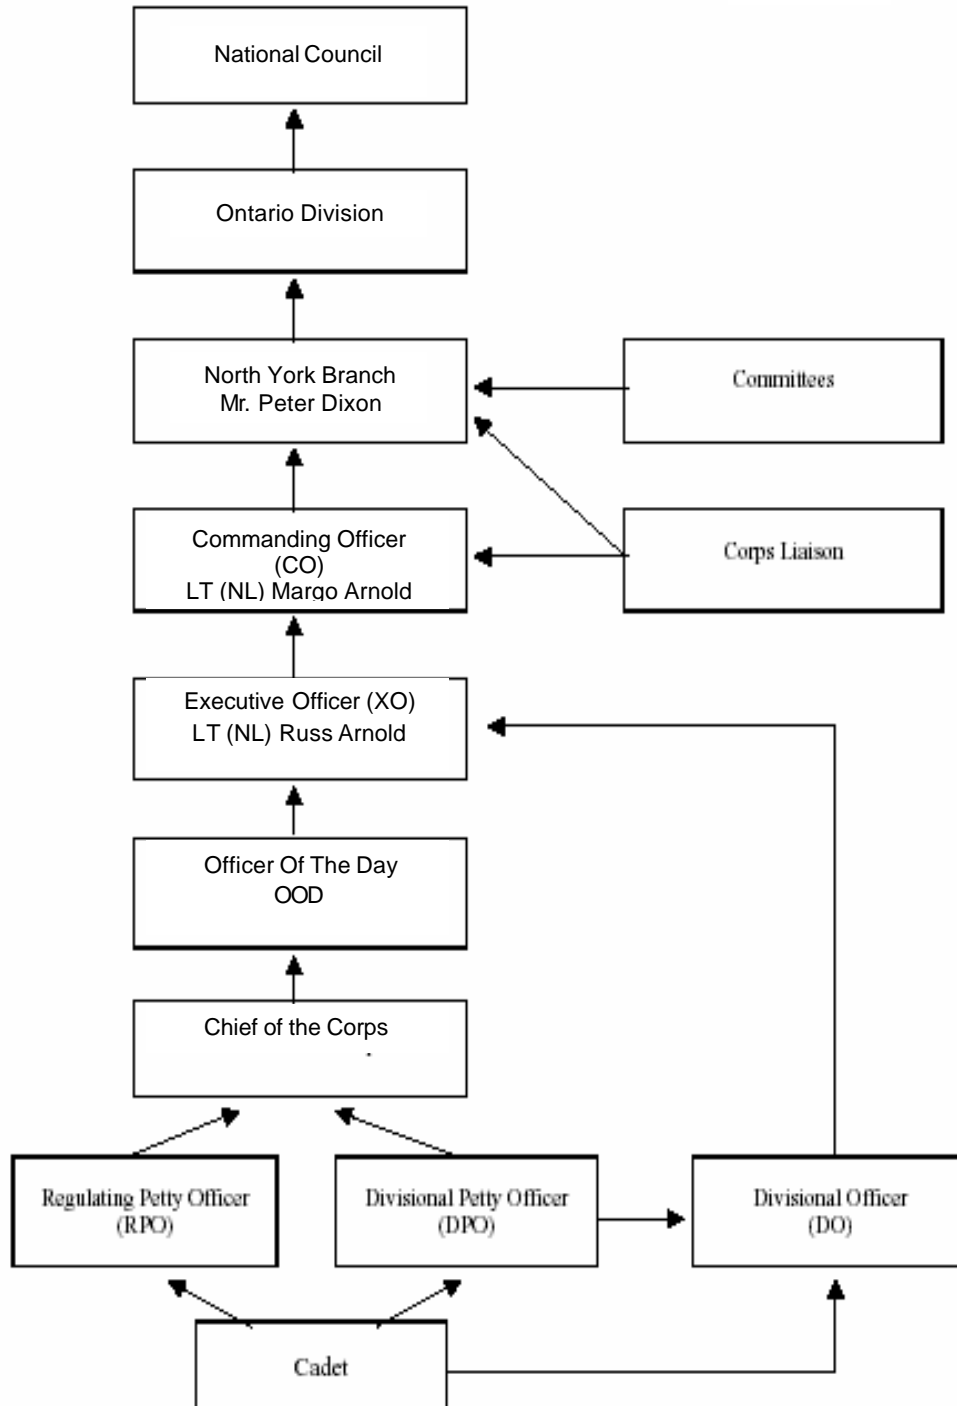 National Council
Ontario Division
North York Branch
Mr. Peter Dixon
Committees
Commanding Officer
(CO)
LT (NL) Margo Arnold
Corps Liaison
Executive Officer (XO)
LT (NL) Russ Arnold
Officer Of The Day
OOD
Chief of the Corps
Regulating Petty Officer
(RPO)
Divisional Petty Officer
(DPO)
Divisional Officer
(DO)
Cadet